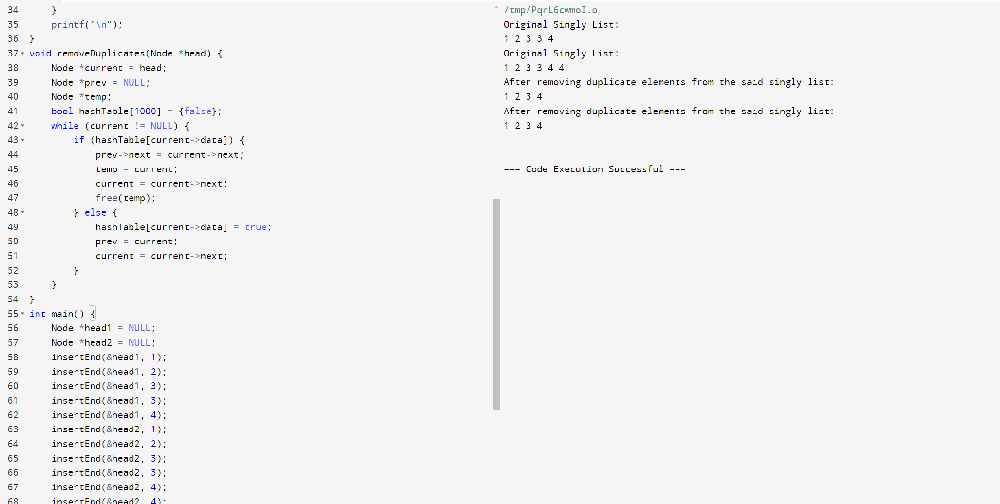 34     }
35     printf("\n");
36 }
37 void removeDuplicates(Node *head) {
38     Node *current = head;
39     Node *prev = NULL;
40     Node *temp;
41     bool hashTable[1000] = {false};
42     while (current != NULL) {
43         if (hashTable[current->data]) {
44             prev->next = current->next;
45             temp = current;
46             current = current->next;
47             free(temp);
48         } else {
49             hashTable[current->data] = true;
50             prev = current;
51             current = current->next;
52         }
53     }
54 }
55 int main() {
56     Node *head1 = NULL;
57     Node *head2 = NULL;
58     insertEnd(&head1, 1);
59     insertEnd(&head1, 2);
60     insertEnd(&head1, 3);
61     insertEnd(&head1, 3);
62     insertEnd(&head1, 4);
63     insertEnd(&head2, 1);
64     insertEnd(&head2, 2);
65     insertEnd(&head2, 3);
66     insertEnd(&head2, 3);
67     insertEnd(&head2, 4);
68     insertEnd(&head2, 4);
/tmp/PqrL6cwmoI.o
Original Singly List:
1 2 3 3 4
Original Singly List:
1 2 3 3 4 4
After removing duplicate elements from the said singly list:
1 2 3 4
After removing duplicate elements from the said singly list:
1 2 3 4
=== Code Execution Successful ===